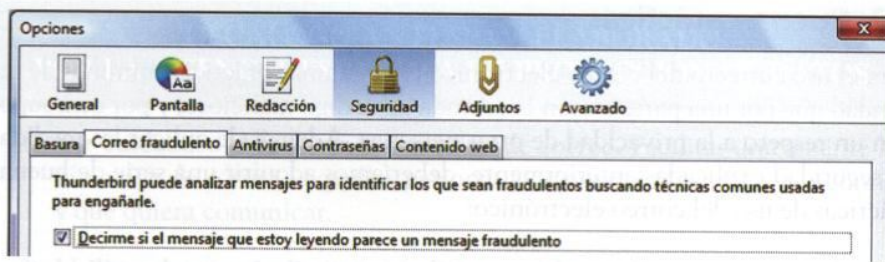 Opciones
General Pantalla Redacción Seguridad Adjuntos Avanzado
Basura Correo fraudulento Antivirus Contraseñas Contenido web
Thunderbird puede analizar mensajes para identificar los que sean fraudulentos buscando técnicas comunes usadas
para engañarle.
Decirme si el mensaje que estoy leyendo parece un mensaje fraudulento